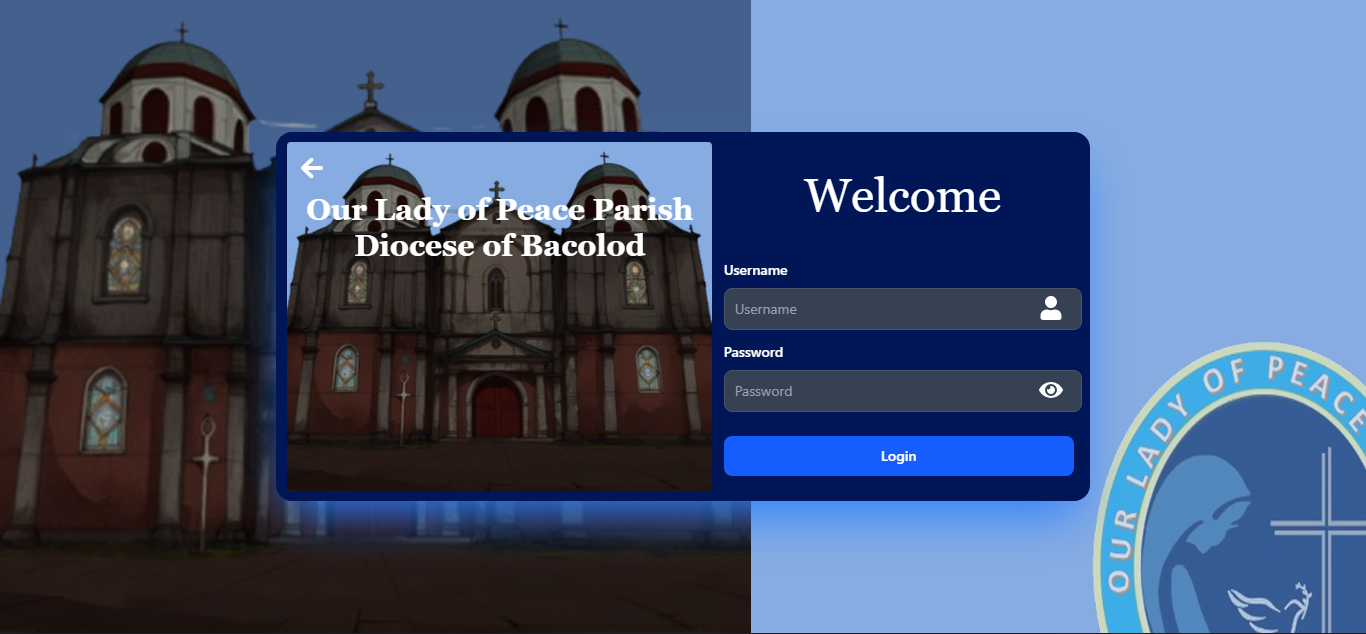 Our Lady of Peace Parish
Diocese of Bacolod
Welcome
Username
Username
Password
Password
Login
OUR LADY OF PEACE